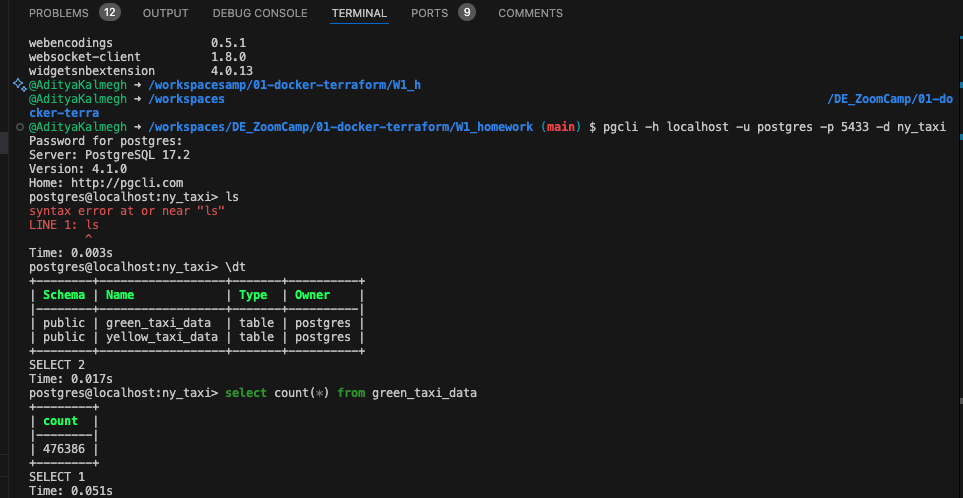 PROBLEMS 12 OUTPUT DEBUG CONSOLE TERMINAL PORTS 9 COMMENTS
webencodings 0.5.1
websocket-client 1.8.0
widgetsnbextension 4.0.13
@AdityaKalmegh → /workspacesamp/01-docker-terraform/W1_h
@AdityaKalmegh → /workspaces /DE_ZoomCamp/01-do
cker-terra
@AdityaKalmegh → /workspaces/DE_ZoomCamp/01-docker-terraform/W1_homework (main) $ pgcli -h localhost -u postgres -p 5433 -d ny_taxi
Password for postgres:
Server: PostgreSQL 17.2
Version: 4.1.0
Home: http://pgcli.com
postgres@localhost:ny_taxi> ls
syntax error at or near "ls"
LINE 1: ls
^
Time: 0.003s
postgres@localhost:ny_taxi> \dt
+--------+------------------+-------+----------+
| Schema | Name | Type | Owner |
|--------+------------------+-------+----------|
| public | green_taxi_data | table | postgres |
| public | yellow_taxi_data | table | postgres |
+--------+------------------+-------+----------+
SELECT 2
Time: 0.017s
postgres@localhost:ny_taxi> select count(*) from green_taxi_data
+--------+
| count |
|--------|
| 476386 |
+--------+
SELECT 1
Time: 0.051s